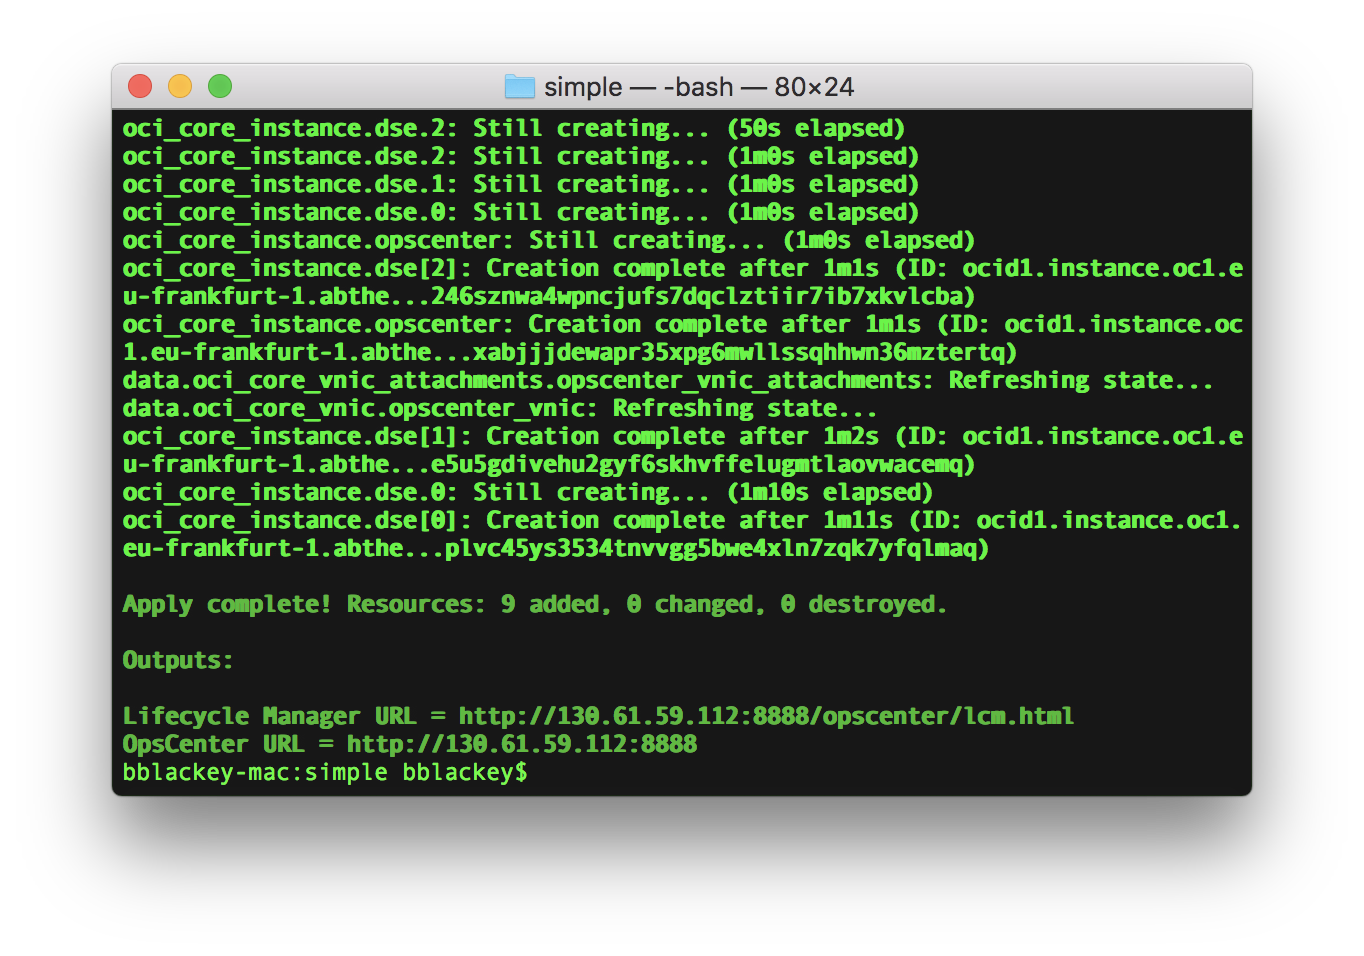 simple — -bash — 80×24
oci_core_instance.dse.2: Still creating... (50s elapsed)
oci_core_instance.dse.2: Still creating... (1m0s elapsed)
oci_core_instance.dse.1: Still creating... (1m0s elapsed)
oci_core_instance.dse.0: Still creating... (1m0s elapsed)
oci_core_instance.opscenter: Still creating... (1m0s elapsed)
oci_core_instance.dse[2]: Creation complete after 1m1s (ID: ocid1.instance.oc1.e
u-frankfurt-1.abthe...246sznwa4wpncjufs7dqclztiir7ib7xkvlcba)
oci_core_instance.opscenter: Creation complete after 1m1s (ID: ocid1.instance.oc
1.eu-frankfurt-1.abthe...xabjjjdewapr35xpg6mwllssqhhwn36mztertq)
data.oci_core_vnic_attachments.opscenter_vnic_attachments: Refreshing state...
data.oci_core_vnic.opscenter_vnic: Refreshing state...
oci_core_instance.dse[1]: Creation complete after 1m2s (ID: ocid1.instance.oc1.e
u-frankfurt-1.abthe...e5u5gdivehu2gyf6skhvffelugmtlaovwacemq)
oci_core_instance.dse.0: Still creating... (1m10s elapsed)
oci_core_instance.dse[0]: Creation complete after 1m11s (ID: ocid1.instance.oc1.
eu-frankfurt-1.abthe...plvc45ys3534tnvvgg5bwe4xln7zqk7yfqlmaq)
Apply complete! Resources: 9 added, 0 changed, 0 destroyed.
Outputs:
Lifecycle Manager URL = http://130.61.59.112:8888/opscenter/lcm.html
OpsCenter URL = http://130.61.59.112:8888
bblackey-mac:simple bblackey$